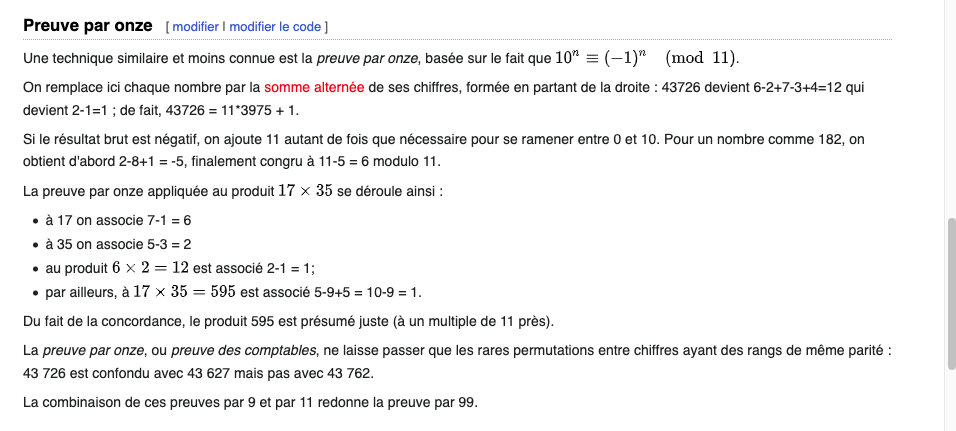 Preuve par onze [ modifier | modifier le code ]
Une technique similaire et moins connue est la preuve par onze, basée sur le fait que 10ⁿ ≡ (−1)ⁿ (mod 11).
On remplace ici chaque nombre par la somme alternée de ses chiffres, formée en partant de la droite : 43726 devient 6-2+7-3+4=12 qui
devient 2-1=1 ; de fait, 43726 = 11*3975 + 1.
Si le résultat brut est négatif, on ajoute 11 autant de fois que nécessaire pour se ramener entre 0 et 10. Pour un nombre comme 182, on
obtient d'abord 2-8+1 = -5, finalement congru à 11-5 = 6 modulo 11.
La preuve par onze appliquée au produit 17 × 35 se déroule ainsi :
• à 17 on associe 7-1 = 6
• à 35 on associe 5-3 = 2
• au produit 6 × 2 = 12 est associé 2-1 = 1;
• par ailleurs, à 17 × 35 = 595 est associé 5-9+5 = 10-9 = 1.
Du fait de la concordance, le produit 595 est présumé juste (à un multiple de 11 près).
La preuve par onze, ou preuve des comptables, ne laisse passer que les rares permutations entre chiffres ayant des rangs de même parité :
43 726 est confondu avec 43 627 mais pas avec 43 762.
La combinaison de ces preuves par 9 et par 11 redonne la preuve par 99.